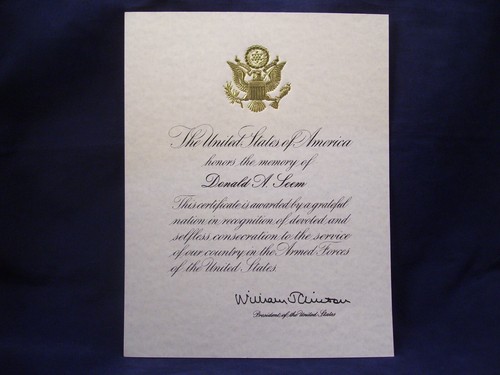 The United States of America
honors the memory of
Donald A. Seem
This certificate is awarded by a grateful
nation in recognition of devoted and
selfless consecration to the service
of our country in the Armed Forces
of the United States.
William J Clinton
President of the United States